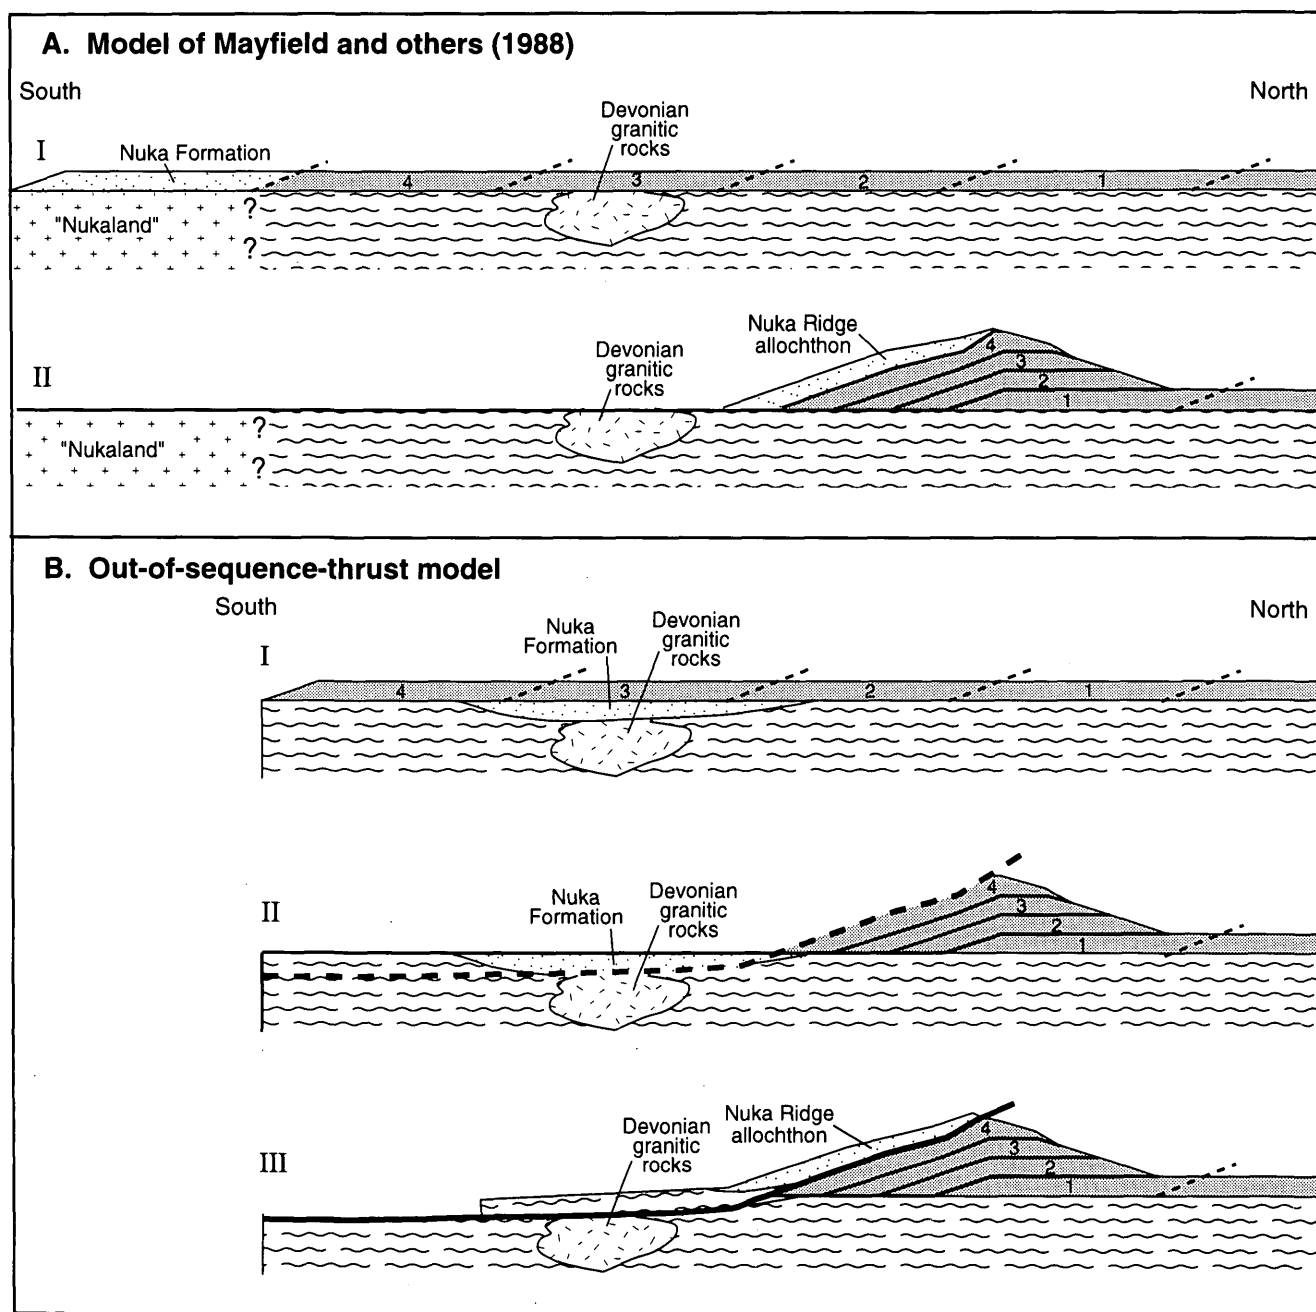 A. Model of Mayfield and others (1988)
South
North
I
Nuka Formation
Devonian
granitic
rocks
4
3
2
1
"Nukaland"
?
?
II
Nuka Ridge
allochthon
Devonian
granitic
rocks
4
3
2
1
"Nukaland"
?
?
B. Out-of-sequence-thrust model
South
North
I
Nuka
Formation
Devonian
granitic
rocks
4
3
2
1
II
Nuka
Formation
Devonian
granitic
rocks
4
3
2
1
III
Devonian
granitic
rocks
Nuka Ridge
allochthon
4
3
2
1